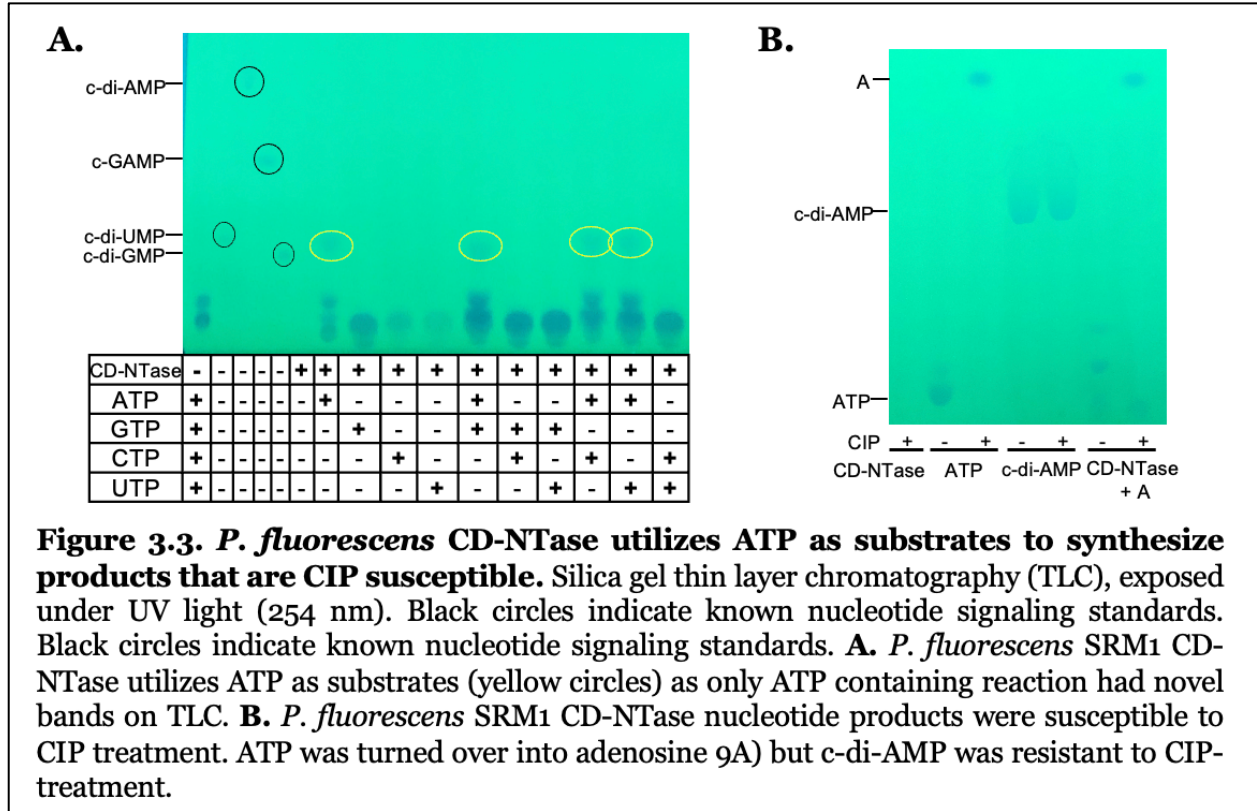 A.
B.
c-di-AMP
c-GAMP
c-di-UMP
c-di-GMP
CD-NTase - - - - - + + + + + + + + + + +
ATP + - - - - - + - - - + - - + + -
GTP + - - - - - - + - - + + + - - -
CTP + - - - - - - - + - - + - + - +
UTP + - - - - - - - - + - - + - + +
A
c-di-AMP
ATP
CIP + - + - + - +
CD-NTase ATP c-di-AMP CD-NTase
+ A
Figure 3.3. P. fluorescens CD-NTase utilizes ATP as substrates to synthesize
products that are CIP susceptible. Silica gel thin layer chromatography (TLC), exposed
under UV light (254 nm). Black circles indicate known nucleotide signaling standards.
Black circles indicate known nucleotide signaling standards. A. P. fluorescens SRM1 CD-
NTase utilizes ATP as substrates (yellow circles) as only ATP containing reaction had novel
bands on TLC. B. P. fluorescens SRM1 CD-NTase nucleotide products were susceptible to
CIP treatment. ATP was turned over into adenosine 9A) but c-di-AMP was resistant to CIP-
treatment.